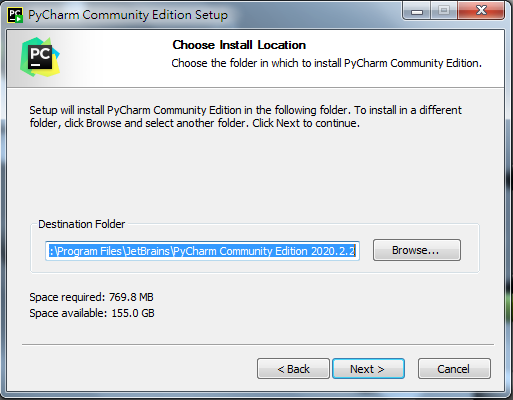 PyCharm Community Edition Setup
PC
Choose Install Location
Choose the folder in which to install PyCharm Community Edition.
Setup will install PyCharm Community Edition in the following folder. To install in a different
folder, click Browse and select another folder. Click Next to continue.
Destination Folder
:\Program Files\JetBrains\PyCharm Community Edition 2020.2.2
Browse...
Space required: 769.8 MB
Space available: 155.0 GB
< Back
Next >
Cancel